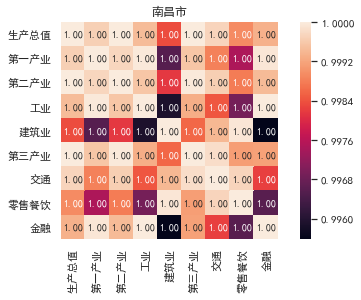 南昌市
生产总值 1.00 1.00 1.00 1.00 1.00 1.00 1.00 1.00 1.00
第一产业 1.00 1.00 1.00 1.00 1.00 1.00 1.00 1.00 1.00
第二产业 1.00 1.00 1.00 1.00 1.00 1.00 1.00 1.00 1.00
工业 1.00 1.00 1.00 1.00 1.00 1.00 1.00 1.00 1.00
建筑业 1.00 1.00 1.00 1.00 1.00 1.00 1.00 1.00 1.00
第三产业 1.00 1.00 1.00 1.00 1.00 1.00 1.00 1.00 1.00
交通 1.00 1.00 1.00 1.00 1.00 1.00 1.00 1.00 1.00
零售餐饮 1.00 1.00 1.00 1.00 1.00 1.00 1.00 1.00 1.00
金融 1.00 1.00 1.00 1.00 1.00 1.00 1.00 1.00 1.00
生产总值
第一产业
第二产业
工业
建筑业
第三产业
交通
零售餐饮
金融
1.0000
0.9992
0.9984
0.9976
0.9968
0.9960